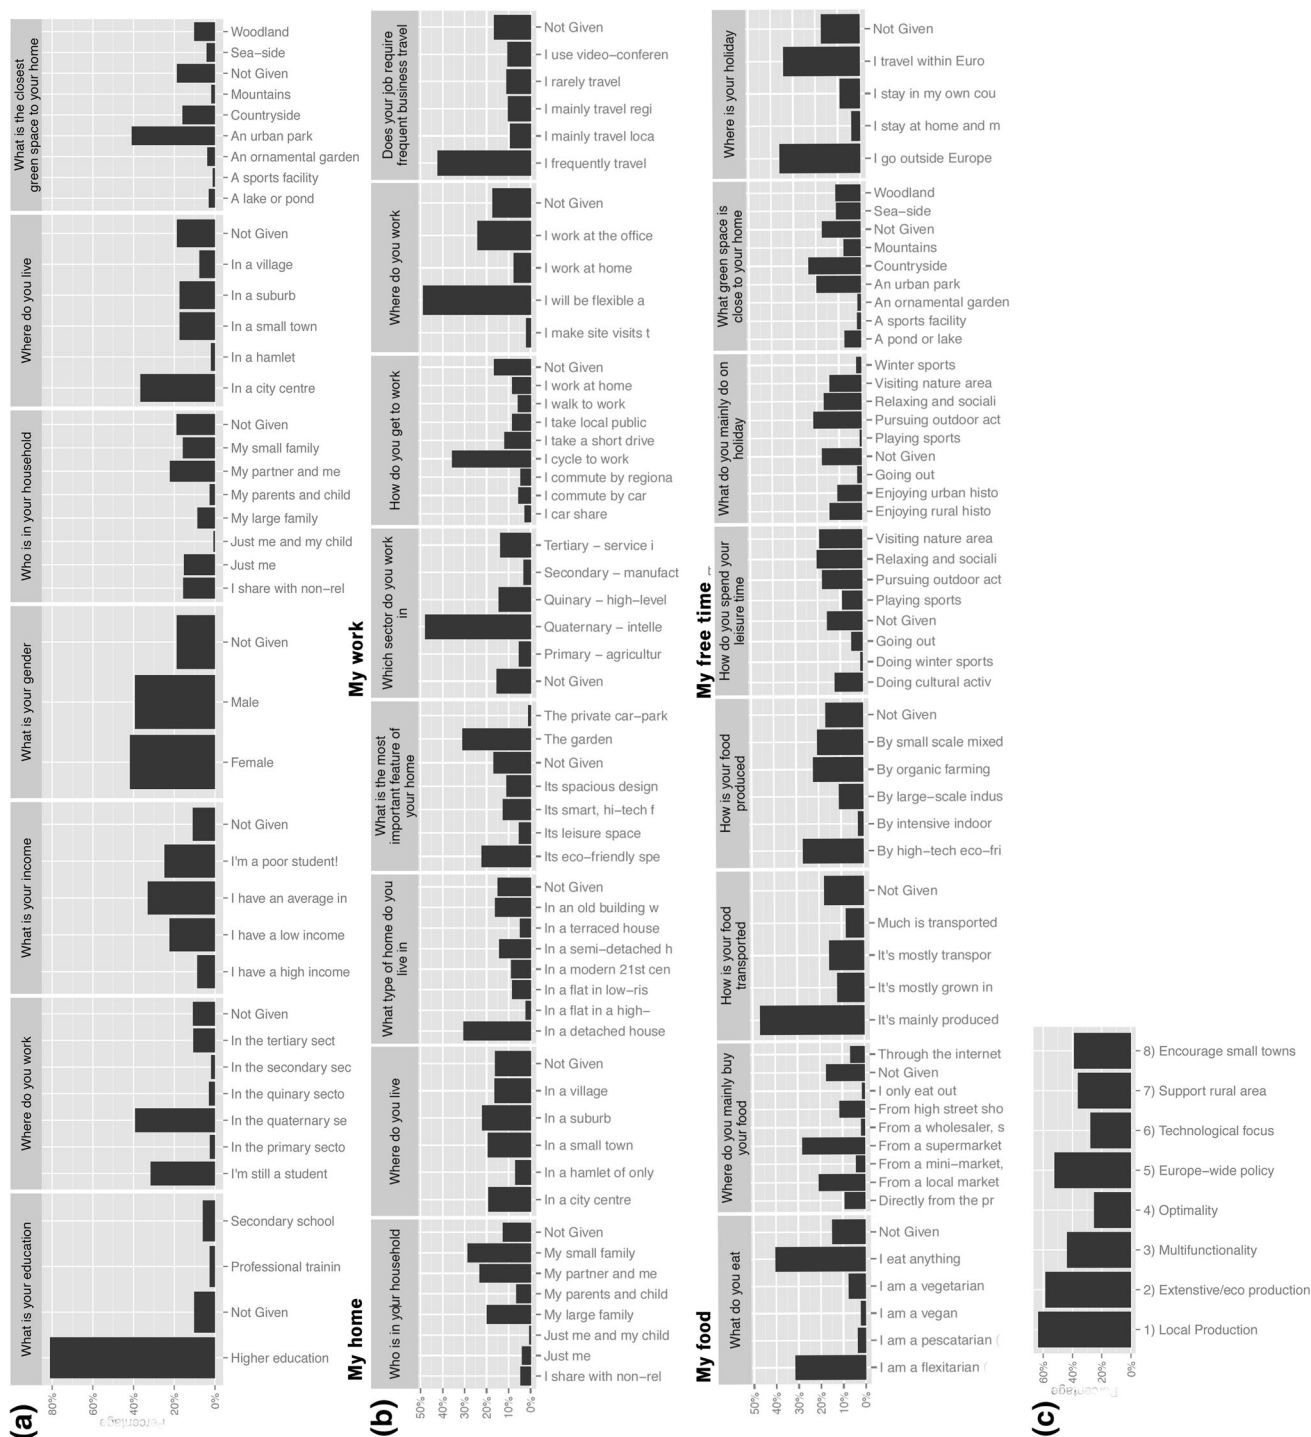 (a)
Percentage
80%
60%
40%
20%
0%
What is your education
Higher education
Not Given
Professional trainin
Secondary school
Where do you work
I'm still a student
In the primary secto
In the quaternary se
In the quinary secto
In the secondary sec
In the tertiary sect
Not Given
What is your income
I have a high income
I have a low income
I have an average in
I'm a poor student!
Not Given
What is your gender
Female
Male
Not Given
Who is in your household
I share with non-rel
Just me
Just me and my child
My large family
My parents and child
My partner and me
My small family
Not Given
Where do you live
In a city centre
In a hamlet
In a small town
In a suburb
In a village
Not Given
What is the closest
green space to your home
A lake or pond
A sports facility
An ornamental garden
An urban park
Countryside
Mountains
Not Given
Sea-side
Woodland
(b)
My home
50%
40%
30%
20%
10%
0%
Who is in your household
I share with non-rel
Just me
Just me and my child
My large family
My parents and child
My partner and me
My small family
Not Given
Where do you live
In a city centre
In a hamlet of only
In a small town
In a suburb
In a village
Not Given
What type of home do you
live in
In a detached house
In a flat in a high-
In a flat in low-ris
In a modern 21st cen
In a semi-detached h
In a terraced house
In an old building w
Not Given
What is the most
important feature of
your home
Its eco-friendly spe
Its leisure space
Its smart, hi-tech f
Its spacious design
Not Given
The garden
The private car-park
My work
Which sector do you work
in
Not Given
Primary - agricultur
Quaternary - intelle
Quinary - high-level
Secondary - manufact
Tertiary - service i
How do you get to work
I car share
I commute by car
I commute by regiona
I cycle to work
I take a short drive
I take local public
I walk to work
I work at home
Not Given
Where do you work
I make site visits t
I will be flexible a
I work at home
I work at the office
Not Given
Does your job require
frequent business travel
I frequently travel
I mainly travel loca
I mainly travel regi
I rarely travel
I use video-conferen
Not Given
My food
50%
40%
30%
20%
10%
0%
What do you eat
I am a flexitarian (
I am a pescatarian (
I am a vegan
I am a vegetarian
I eat anything
Not Given
Where do you mainly buy
your food
Directly from the pr
From a local market
From a mini-market,
From a supermarket
From a wholesaler, s
From high street sho
I only eat out
Not Given
Through the internet
How is your food
transported
It's mainly produced
It's mostly grown in
It's mostly transpor
Much is transported
Not Given
How is your food
produced
By high-tech eco-fri
By intensive indoor
By large-scale indus
By organic farming
By small scale mixed
Not Given
My free time
How do you spend your
leisure time
Doing cultural activ
Doing winter sports
Going out
Not Given
Playing sports
Pursuing outdoor act
Relaxing and sociali
Visiting nature area
What do you mainly do on
holiday
Enjoying rural histo
Enjoying urban histo
Going out
Not Given
Playing sports
Pursuing outdoor act
Relaxing and sociali
Visiting nature area
Winter sports
What green space is
close to your home
A pond or lake
A sports facility
An ornamental garden
An urban park
Countryside
Mountains
Not Given
Sea-side
Woodland
Where is your holiday
I go outside Europe
I stay at home and m
I stay in my own cou
I travel within Euro
Not Given
(c)
Percentage
60%
40%
20%
0%
1) Local Production
2) Extenstive/eco production
3) Multifunctionality
4) Optimality
5) Europe-wide policy
6) Technological focus
7) Support rural area
8) Encourage small towns